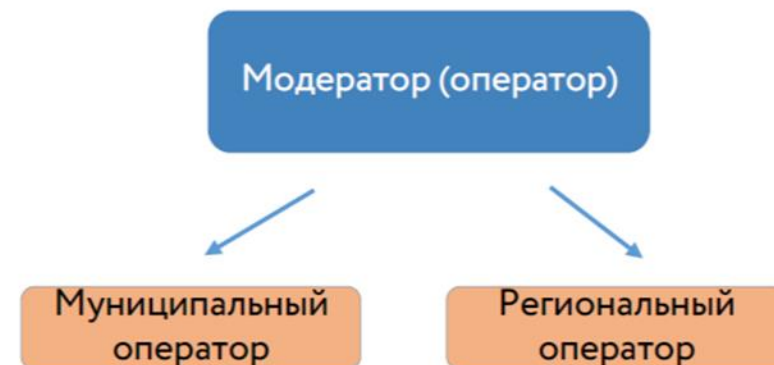 Модератор (оператор)
Муниципальный
оператор
Региональный
оператор